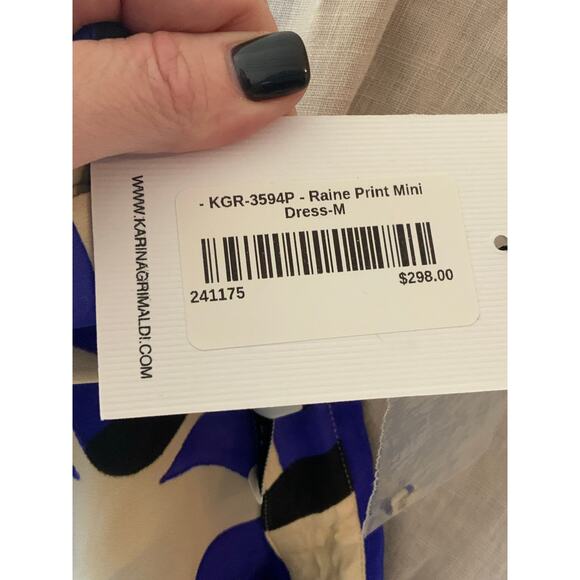 - KGR-3594P - Raine Print Mini
Dress-M
241175
$298.00
WWW.KARINAGRIMALDI.COM